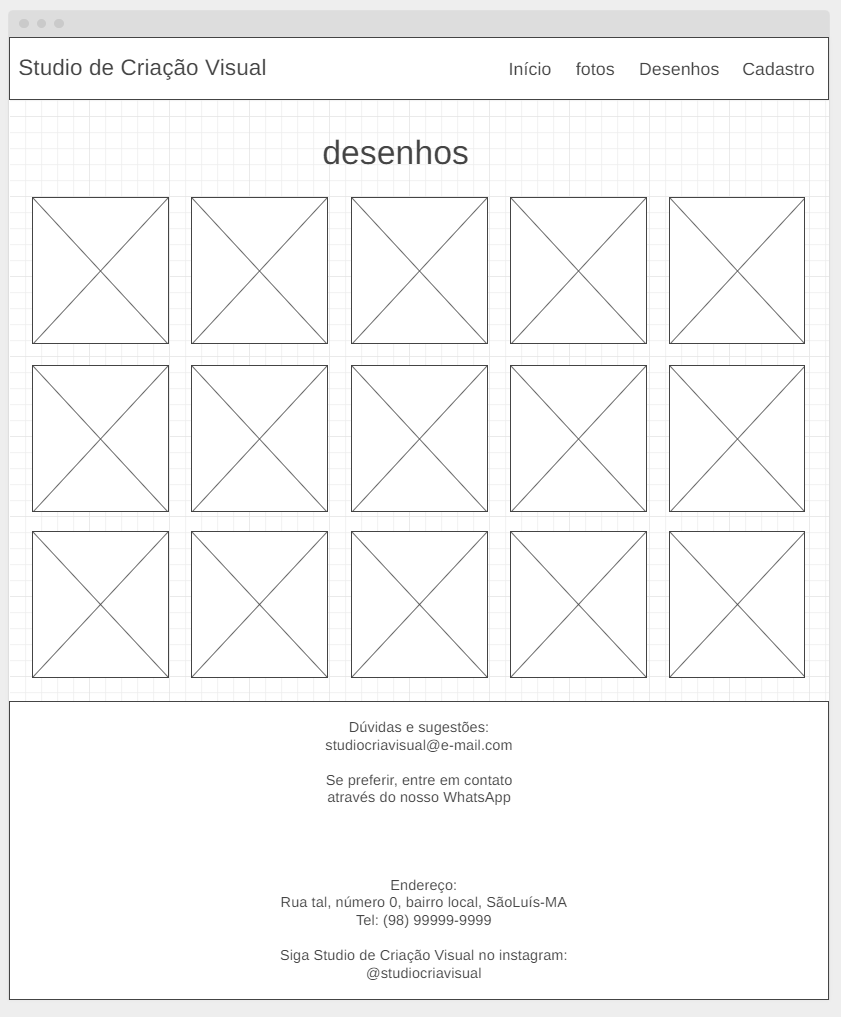 Studio de Criação Visual
Início fotos Desenhos Cadastro
desenhos
Dúvidas e sugestões:
studiocriavisual@e-mail.com
Se preferir, entre em contato
através do nosso WhatsApp
Endereço:
Rua tal, número 0, bairro local, SãoLuís-MA
Tel: (98) 99999-9999
Siga Studio de Criação Visual no instagram:
@studiocriavisual